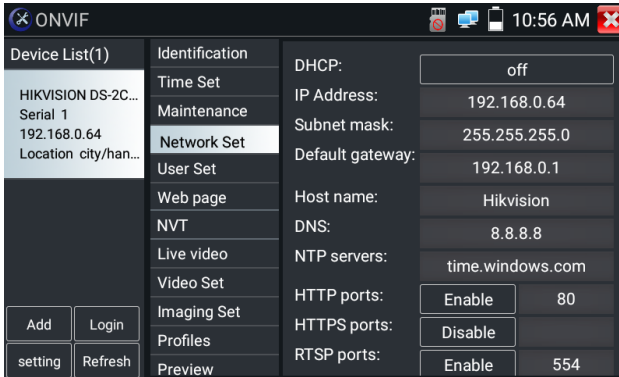 ONVIF
10:56 AM
Device List(1)
HIKVISION DS-2C...
Serial 1
192.168.0.64
Location city/han...
Add
Login
setting
Refresh
Identification
Time Set
Maintenance
Network Set
User Set
Web page
NVT
Live video
Video Set
Imaging Set
Profiles
Preview
DHCP: off
IP Address: 192.168.0.64
Subnet mask: 255.255.255.0
Default gateway: 192.168.0.1
Host name: Hikvision
DNS: 8.8.8.8
NTP servers: time.windows.com
HTTP ports: Enable 80
HTTPS ports: Disable
RTSP ports: Enable 554